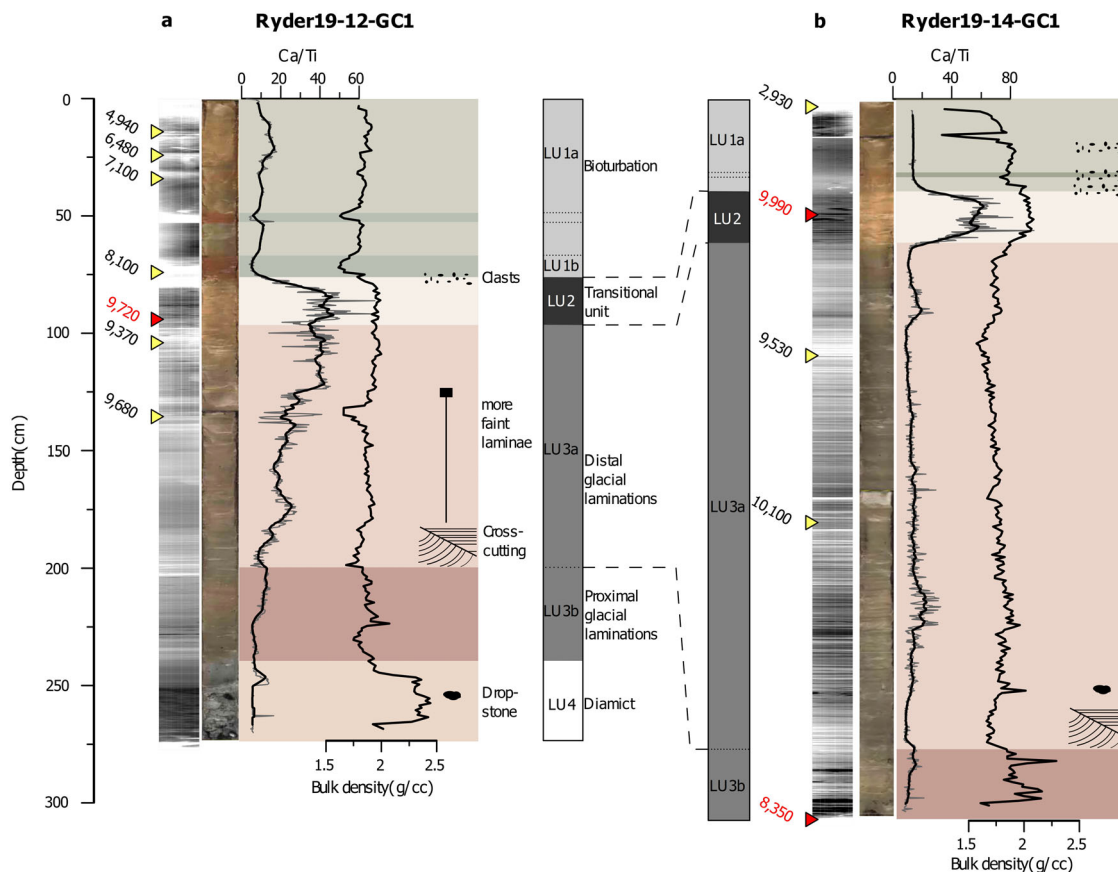 a Ryder19-12-GC1
b Ryder19-14-GC1
Ca/Ti
0 20 40 60
Ca/Ti
0 40 80
Depth(cm)
0
50
100
150
200
250
300
4,940
6,480
7,100
8,100
9,720
9,370
9,680
Clasts
more
faint
laminae
Cross-
cutting
Drop-
stone
1.5 2 2.5
Bulk density(g/cc)
LU1a
LU1b
LU2
LU3a
LU3b
LU4
Bioturbation
Transitional
unit
Distal
glacial
laminations
Proximal
glacial
laminations
Diamict
LU1a
LU2
LU3a
LU3b
2,930
9,990
9,530
10,100
8,350
1.5 2 2.5
Bulk density(g/cc)